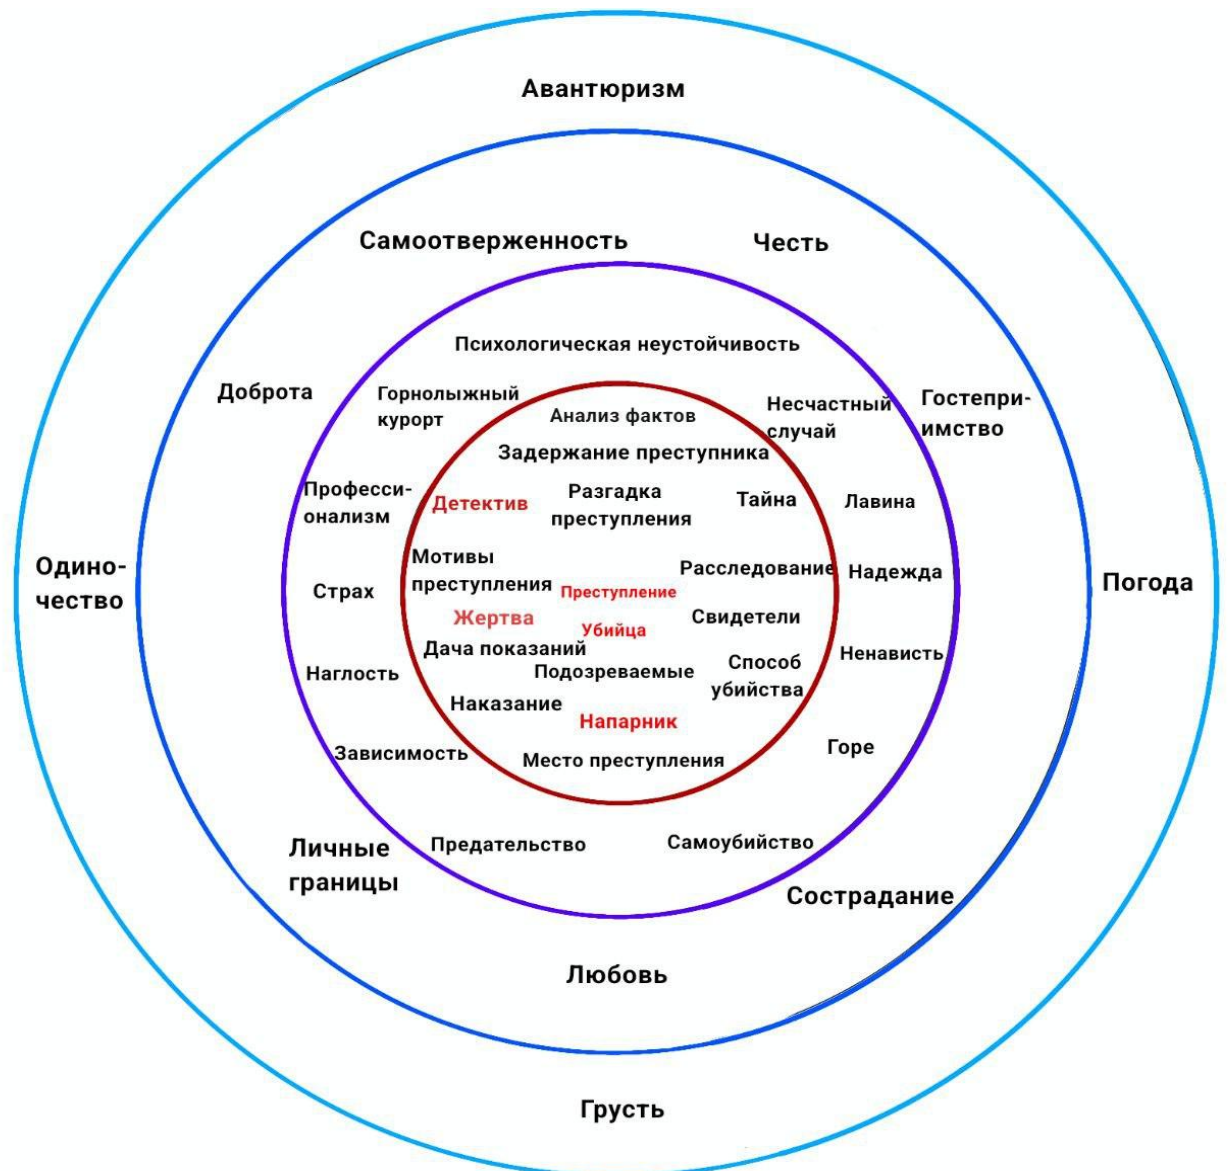 Авантюризм
Самоотверженность
Честь
Психологическая неустойчивость
Доброта
Горнолыжный
курорт
Анализ фактов
Несчастный
случай
Гостепри-
имство
Задержание преступника
Професси-
онализм
Детектив
Разгадка
преступления
Тайна
Лавина
Одино-
чество
Страх
Мотивы
преступления
Преступление
Расследование
Надежда
Погода
Жертва
Убийца
Свидетели
Дача показаний
Подозреваемые
Способ
убийства
Ненависть
Наглость
Наказание
Напарник
Зависимость
Место преступления
Горе
Личные
границы
Предательство
Самоубийство
Сострадание
Любовь
Грусть